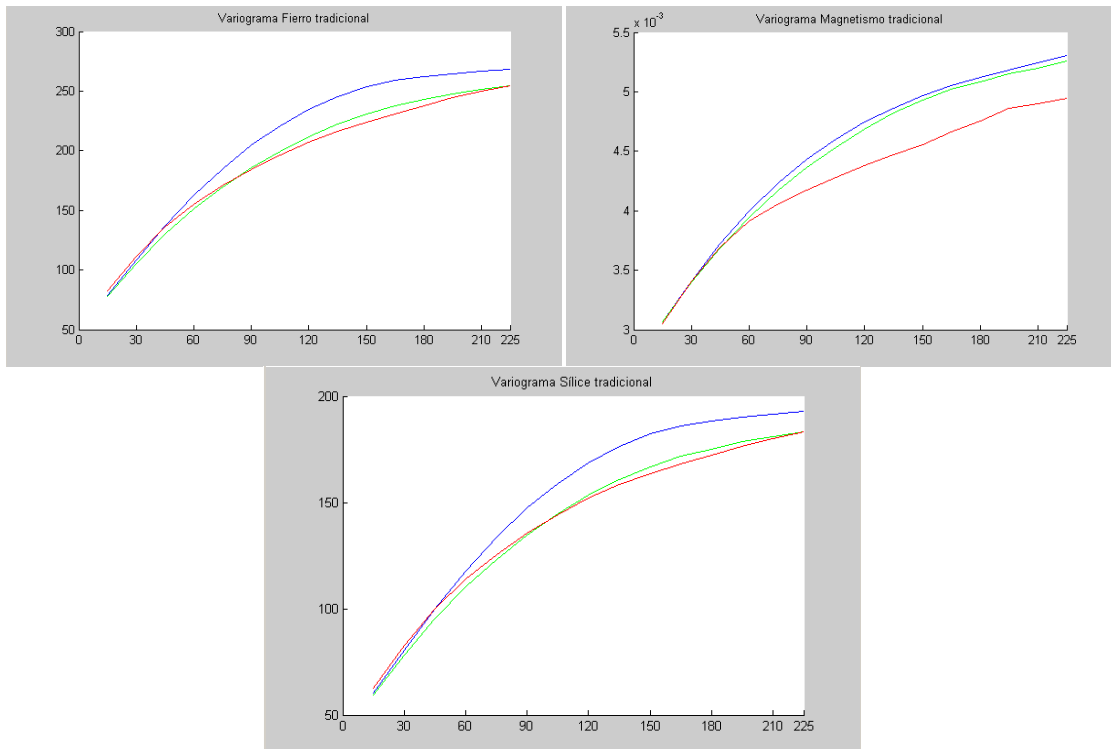 Variograma Fierro tradicional
300
250
200
150
100
50
0 30 60 90 120 150 180 210 225
Variograma Magnetismo tradicional
x 10^-3
5.5
5
4.5
4
3.5
3
0 30 60 90 120 150 180 210 225
Variograma Sílice tradicional
200
150
100
50
0 30 60 90 120 150 180 210 225